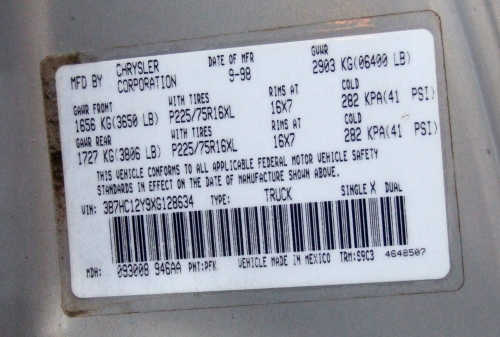 MFD BY CHRYSLER CORPORATION DATE OF MFR 9-98 GVWR 2903 KG(06400 LB)
GAWR FRONT WITH TIRES RIMS AT COLD
1656 KG(3650 LB) P225/75R16XL 16X7 282 KPA(41 PSI)
GAWR REAR WITH TIRES RIMS AT COLD
1727 KG(3806 LB) P225/75R16XL 16X7 282 KPA(41 PSI)
THIS VEHICLE CONFORMS TO ALL APPLICABLE FEDERAL MOTOR VEHICLE SAFETY
STANDARDS IN EFFECT ON THE DATE OF MANUFACTURE SHOWN ABOVE.
VIN: 3B7HC12Y9XG128634 TYPE: TRUCK SINGLE X DUAL
MDH: 093008 946AA PNT:PFK VEHICLE MADE IN MEXICO TRM:S9C3 4648507